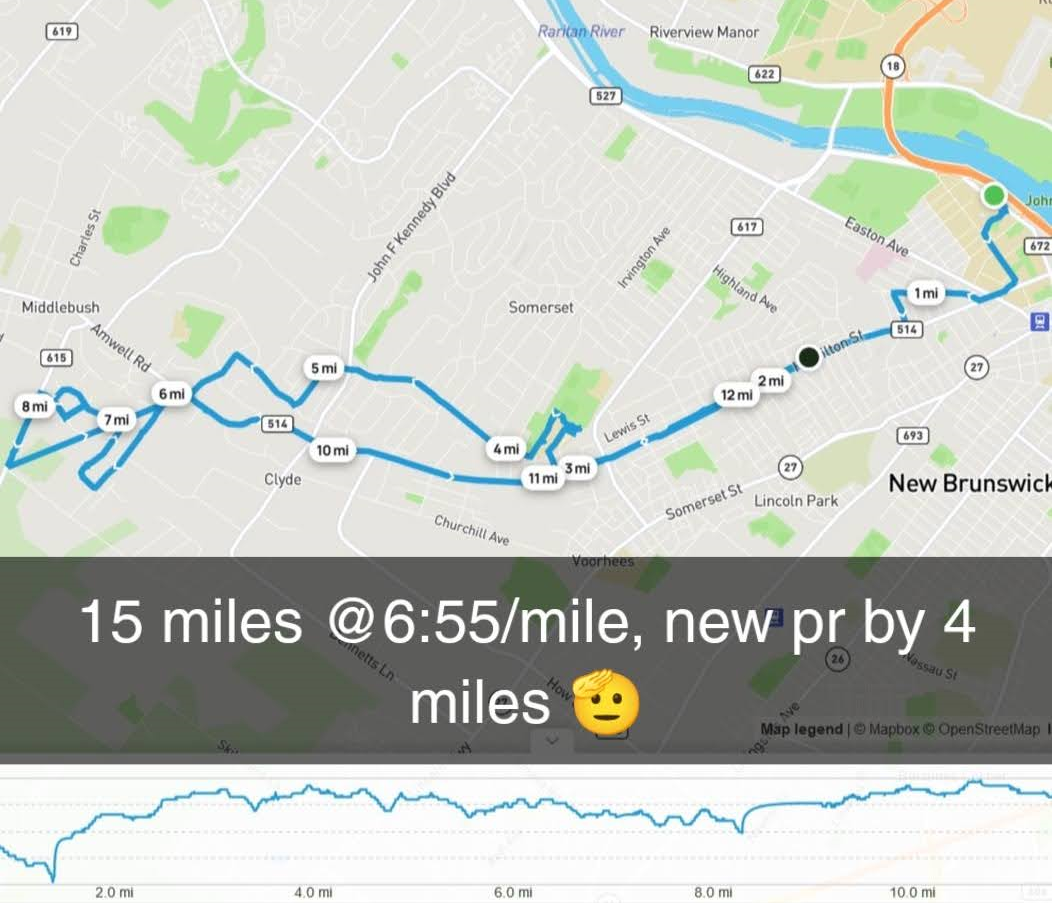 619
Raritan River
Riverview Manor
622
18
527
John
617
Easton Ave
672
Charles St
John F Kennedy Blvd
Irvington Ave
Highland Ave
1 mi
Middlebush
Somerset
514
Amwell Rd
615
5 mi
27
2 mi
6 mi
12 mi
8 mi
7 mi
514
Lewis St
693
10 mi
4 mi
3 mi
11 mi
27
Clyde
Somerset St
Lincoln Park
New Brunswick
Churchill Ave
Voorhees
15 miles @6:55/mile, new pr by 4
miles 🫡
26
Nassau St
How
Map legend | © Mapbox © OpenStreetMap
2.0 mi
4.0 mi
6.0 mi
8.0 mi
10.0 mi